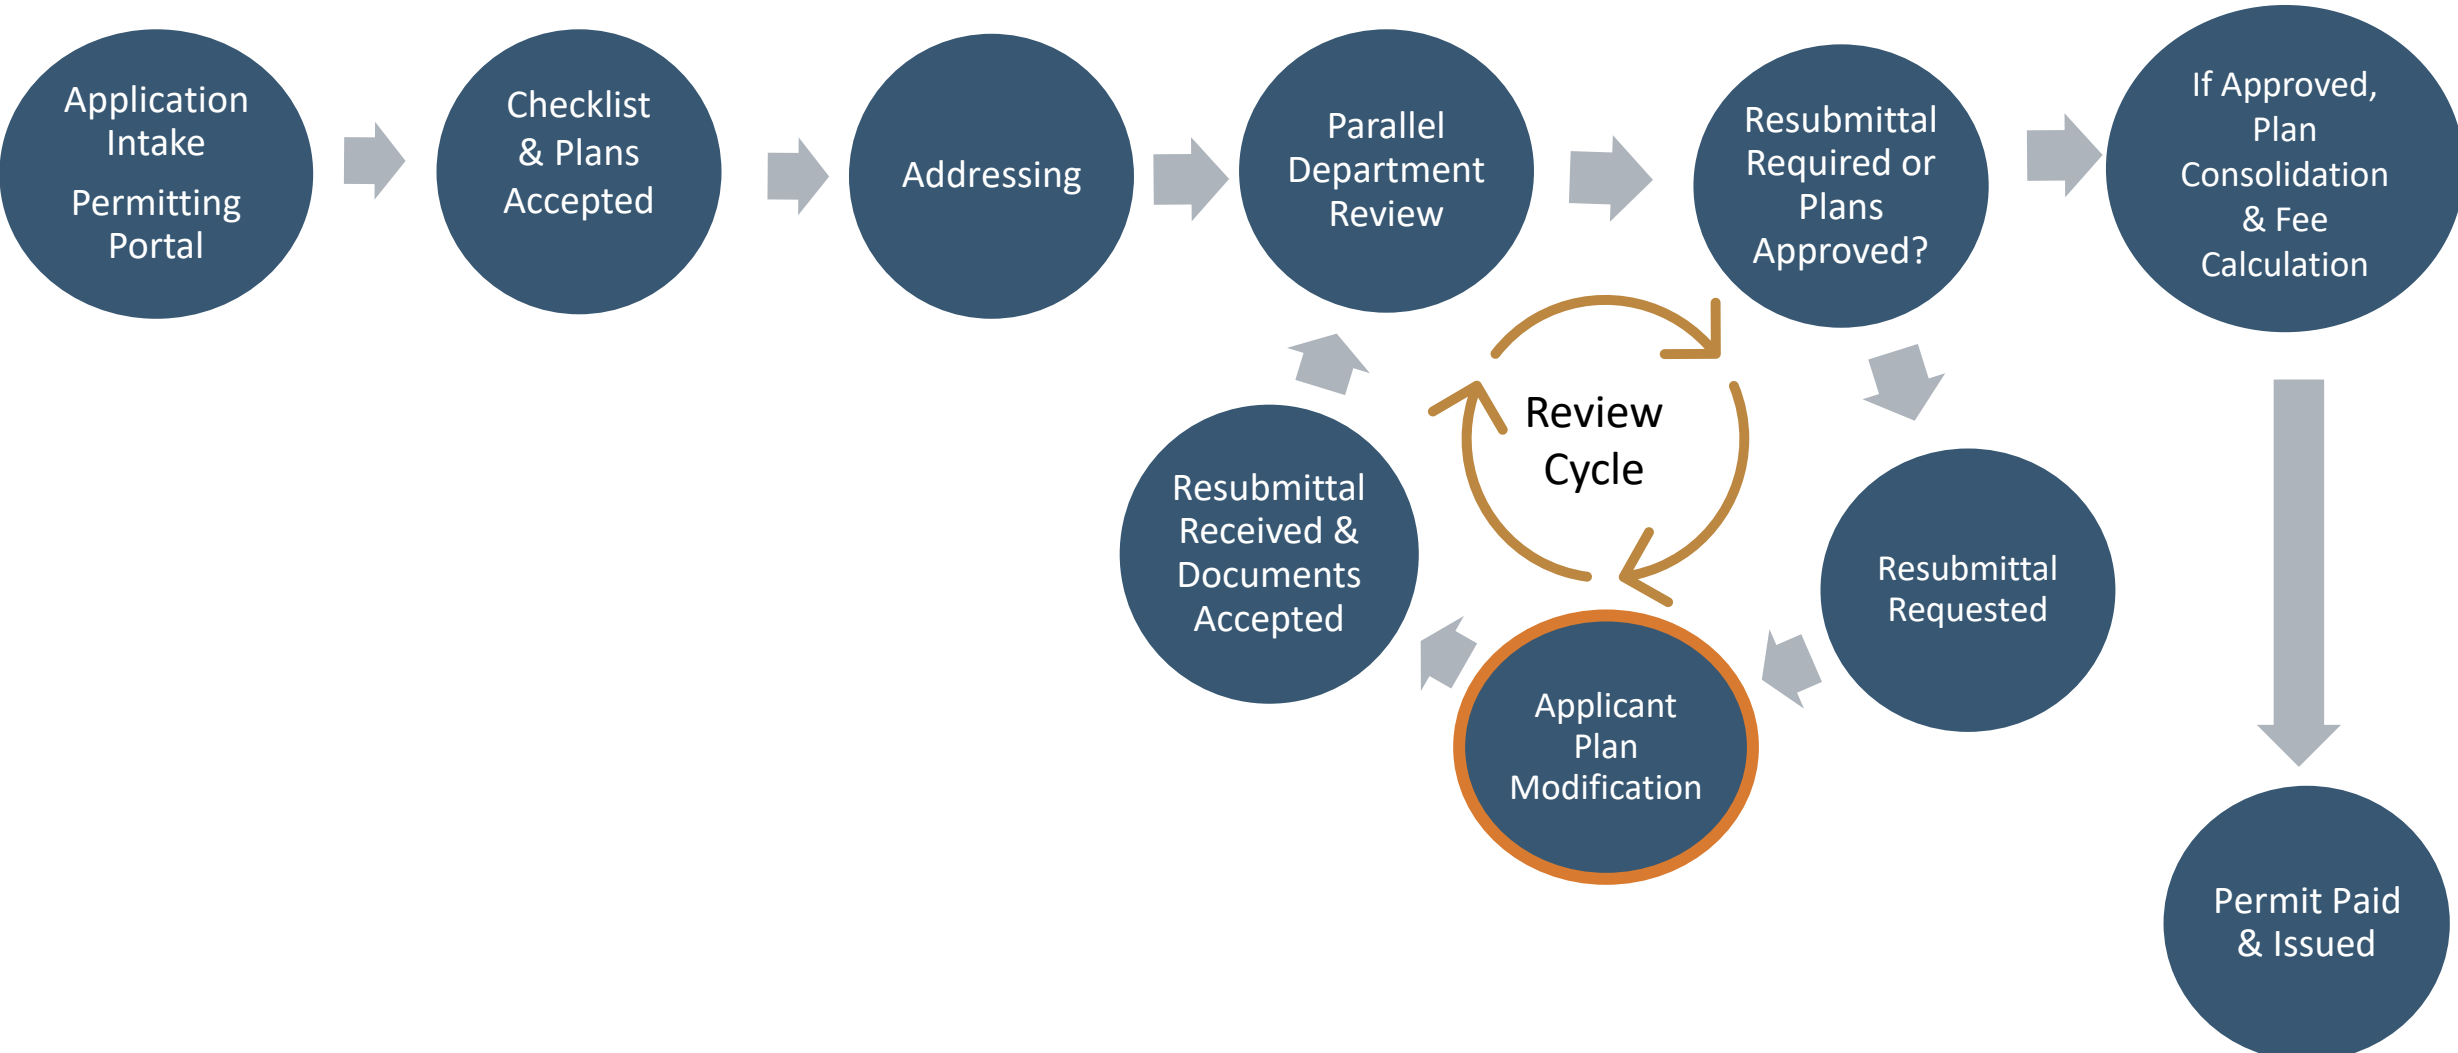 Application
Intake
Permitting
Portal
Checklist
& Plans
Accepted
Addressing
Parallel
Department
Review
Resubmittal
Required or
Plans
Approved?
If Approved,
Plan
Consolidation
& Fee
Calculation
Review
Cycle
Resubmittal
Requested
Applicant
Plan
Modification
Resubmittal
Received &
Documents
Accepted
Permit Paid
& Issued